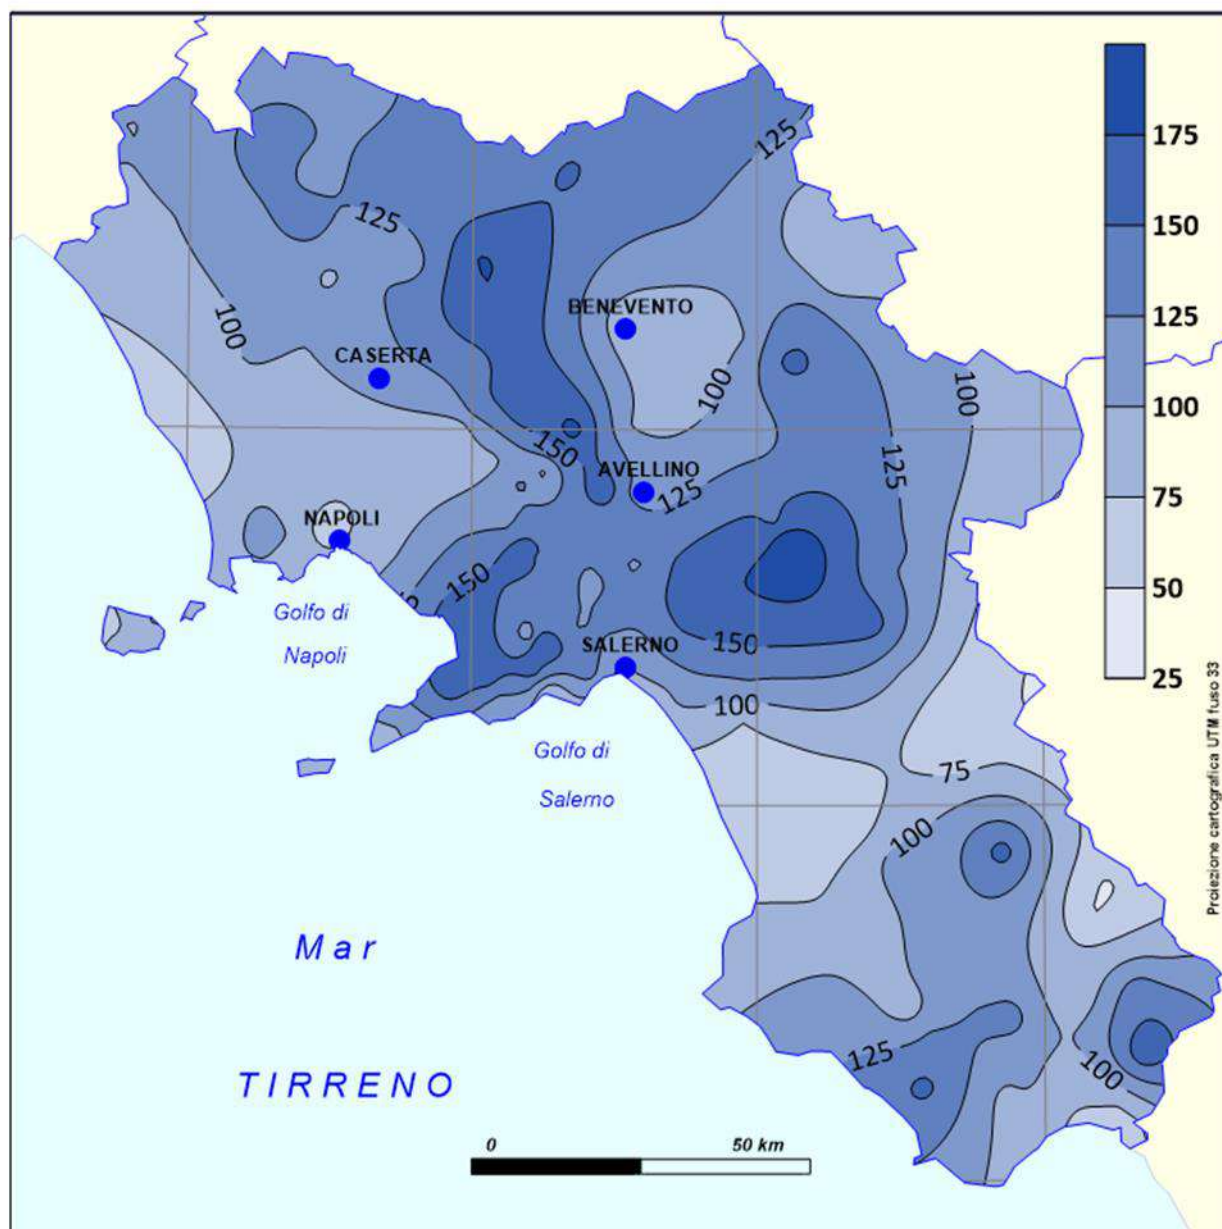 125
175
150
125
100
75
50
25
125
100
BENEVENTO
CASERTA
100
100
150
125
AVELLINO
125
NAPOLI
150
Golfo di
Napoli
SALERNO
150
100
Golfo di
Salerno
75
100
Mar
TIRRENO
125
100
0 50 km
Proiezione cartografica UTM fuso 33